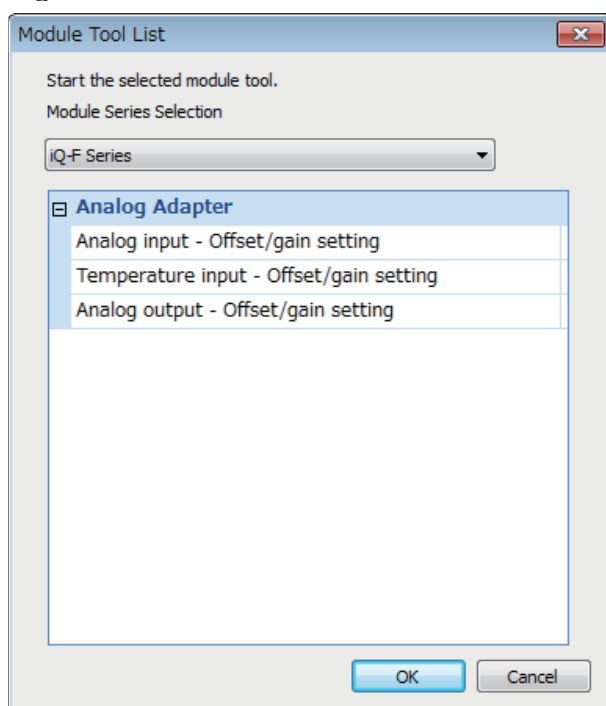 Module Tool List
Start the selected module tool.
Module Series Selection
iQ-F Series
Analog Adapter
Analog input - Offset/gain setting
Temperature input - Offset/gain setting
Analog output - Offset/gain setting
OK Cancel